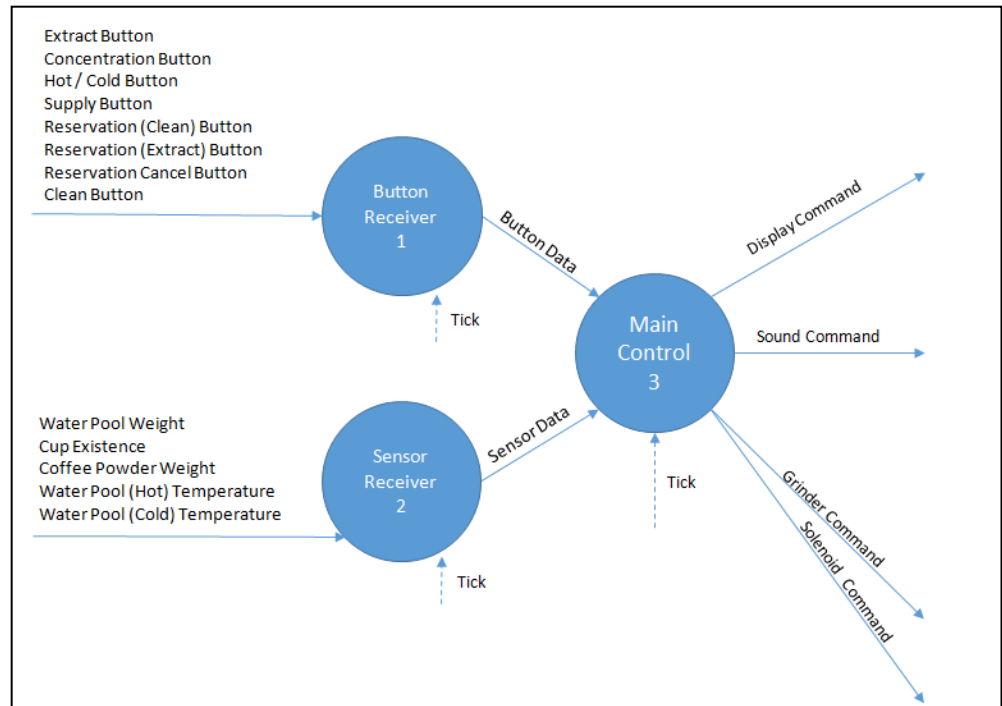 Extract Button
Concentration Button
Hot / Cold Button
Supply Button
Reservation (Clean) Button
Reservation (Extract) Button
Reservation Cancel Button
Clean Button
Button
Receiver
1
Button Data
Tick
Display Command
Main
Control
3
Sound Command
Water Pool Weight
Cup Existence
Coffee Powder Weight
Water Pool (Hot) Temperature
Water Pool (Cold) Temperature
Sensor
Receiver
2
Sensor Data
Tick
Tick
Grinder Command
Solenoid Command